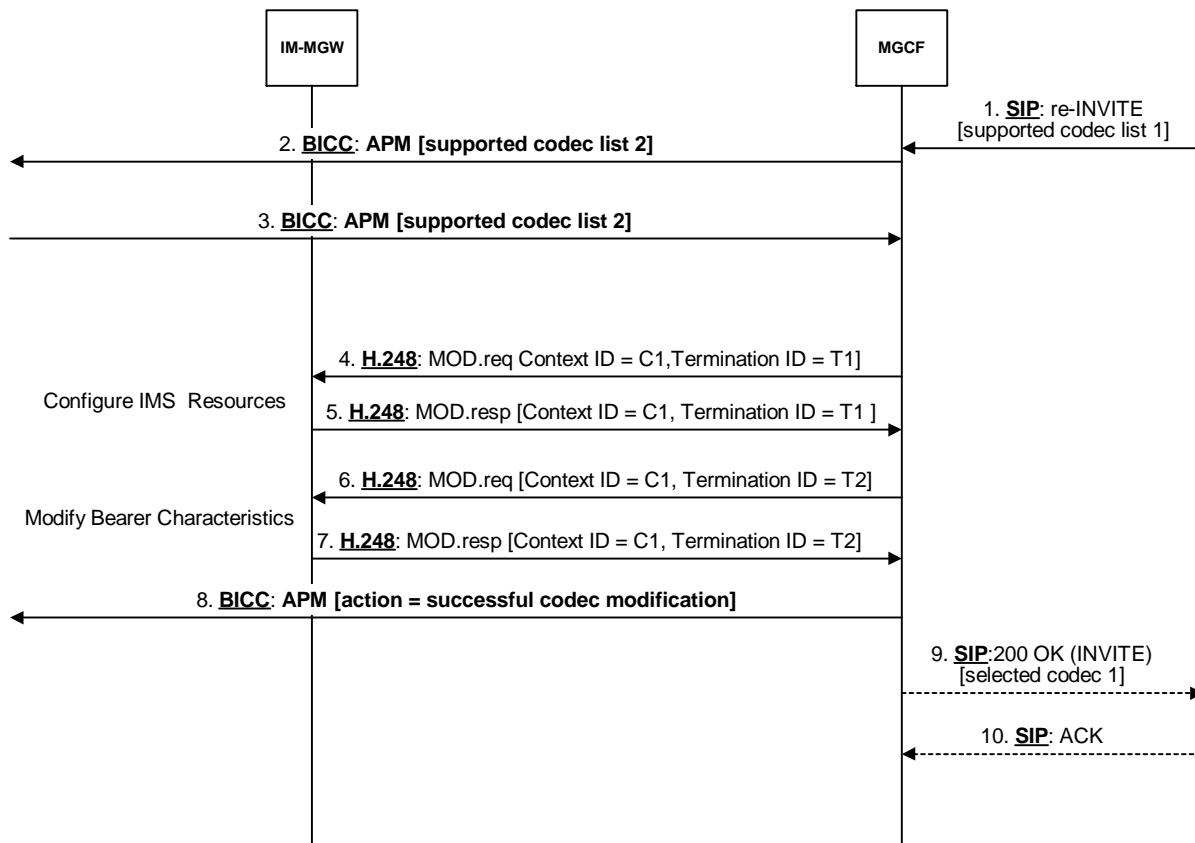 IM-MGW
MGCF
1. SIP: re-INVITE
[supported codec list 1]
2. BICC: APM [supported codec list 2]
3. BICC: APM [supported codec list 2]
4. H.248: MOD.req Context ID = C1,Termination ID = T1]
Configure IMS Resources
5. H.248: MOD.resp [Context ID = C1, Termination ID = T1 ]
6. H.248: MOD.req [Context ID = C1, Termination ID = T2]
Modify Bearer Characteristics
7. H.248: MOD.resp [Context ID = C1, Termination ID = T2]
8. BICC: APM [action = successful codec modification]
9. SIP:200 OK (INVITE)
[selected codec 1]
10. SIP: ACK